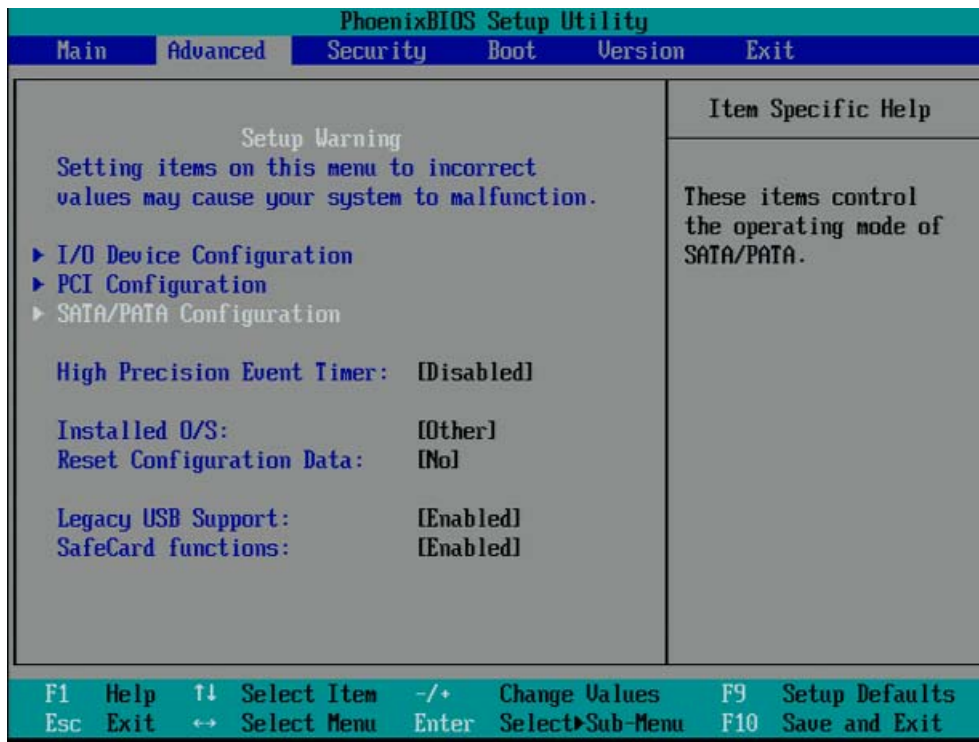 PhoenixBIOS Setup Utility
Main Advanced Security Boot Version Exit
Setup Warning
Setting items on this menu to incorrect
values may cause your system to malfunction.
▶ I/O Device Configuration
▶ PCI Configuration
▶ SATA/PATA Configuration
High Precision Event Timer: [Disabled]
Installed O/S: [Other]
Reset Configuration Data: [No]
Legacy USB Support: [Enabled]
SafeCard functions: [Enabled]
Item Specific Help
These items control
the operating mode of
SATA/PATA.
F1 Help ↑↓ Select Item -/+ Change Values F9 Setup Defaults
Esc Exit ↔ Select Menu Enter Select▶Sub-Menu F10 Save and Exit